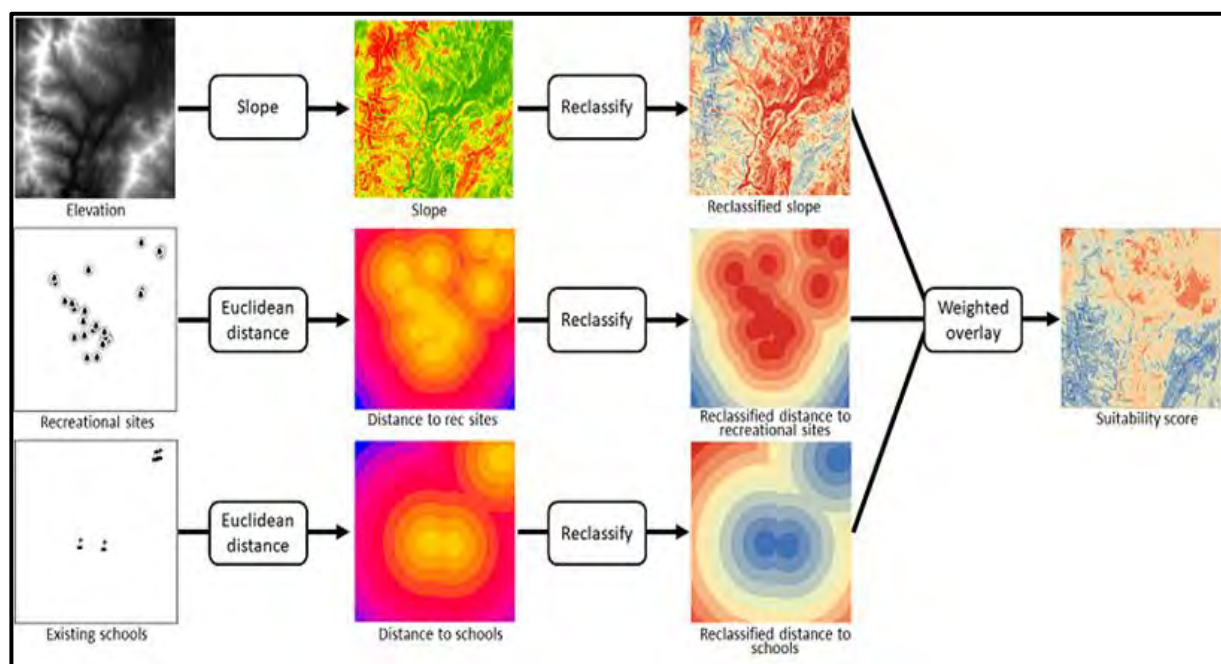 Elevation
Slope
Slope
Reclassify
Reclassified slope
Recreational sites
Euclidean
distance
Distance to rec sites
Reclassify
Reclassified distance to
recreational sites
Weighted
overlay
Suitability score
Existing schools
Euclidean
distance
Distance to schools
Reclassify
Reclassified distance to
schools